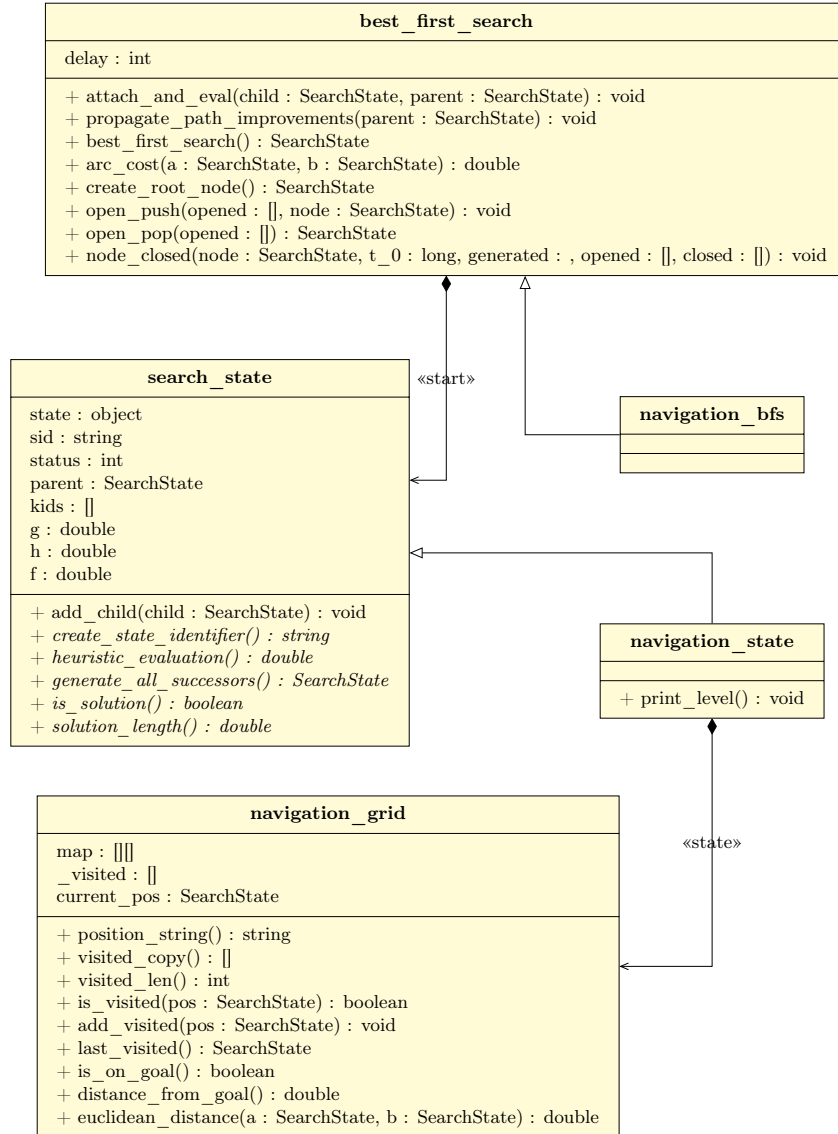 best_first_search
delay : int
+ attach_and_eval(child : SearchState, parent : SearchState) : void
+ propagate_path_improvements(parent : SearchState) : void
+ best_first_search() : SearchState
+ arc_cost(a : SearchState, b : SearchState) : double
+ create_root_node() : SearchState
+ open_push(opened : [], node : SearchState) : void
+ open_pop(opened : []) : SearchState
+ node_closed(node : SearchState, t_0 : long, generated : , opened : [], closed : []) : void
«start»
search_state
state : object
sid : string
status : int
parent : SearchState
kids : []
g : double
h : double
f : double
+ add_child(child : SearchState) : void
+ create_state_identifier() : string
+ heuristic_evaluation() : double
+ generate_all_successors() : SearchState
+ is_solution() : boolean
+ solution_length() : double
navigation_bfs
navigation_state
+ print_level() : void
«state»
navigation_grid
map : [][]
_visited : []
current_pos : SearchState
+ position_string() : string
+ visited_copy() : []
+ visited_len() : int
+ is_visited(pos : SearchState) : boolean
+ add_visited(pos : SearchState) : void
+ last_visited() : SearchState
+ is_on_goal() : boolean
+ distance_from_goal() : double
+ euclidean_distance(a : SearchState, b : SearchState) : double